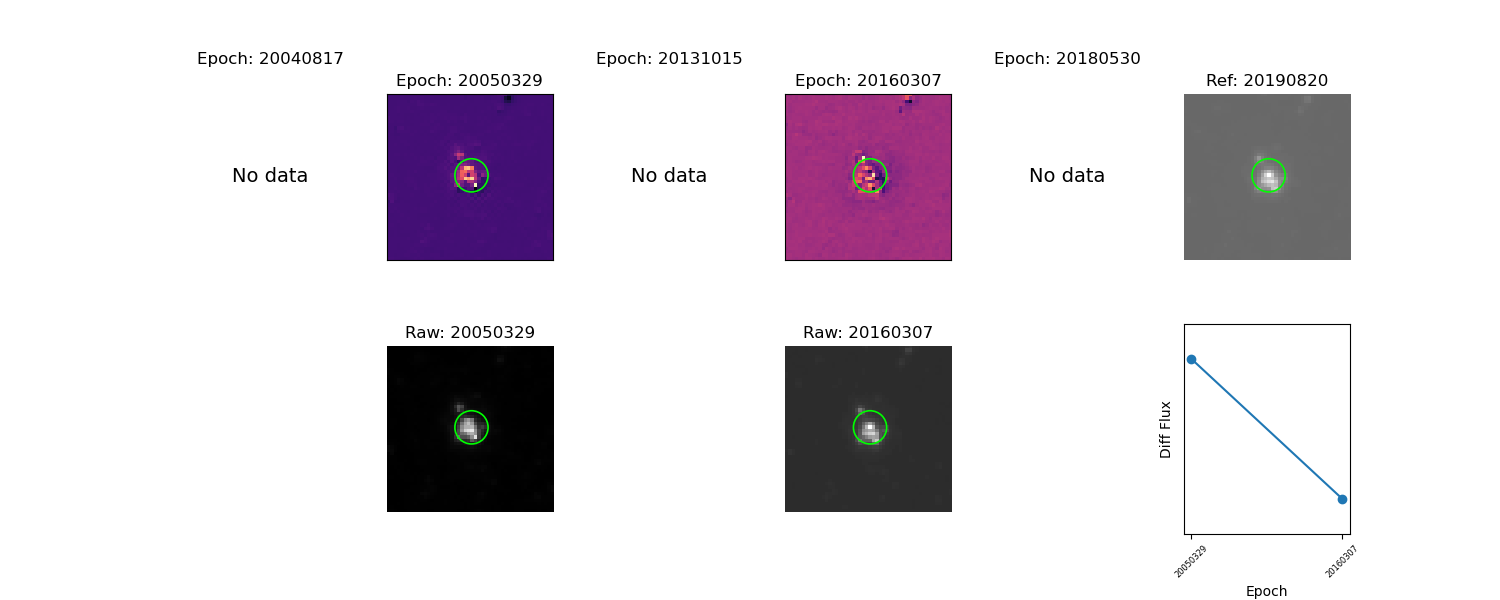 Epoch: 20040817
Epoch: 20050329
Epoch: 20131015
Epoch: 20160307
Epoch: 20180530
Ref: 20190820
No data
No data
No data
Raw: 20050329
Raw: 20160307
Diff Flux
20050329
20160307
Epoch